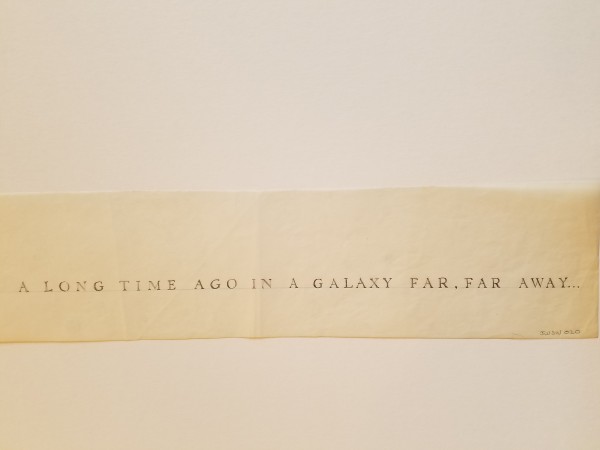 A LONG TIME AGO IN A GALAXY FAR, FAR AWAY...